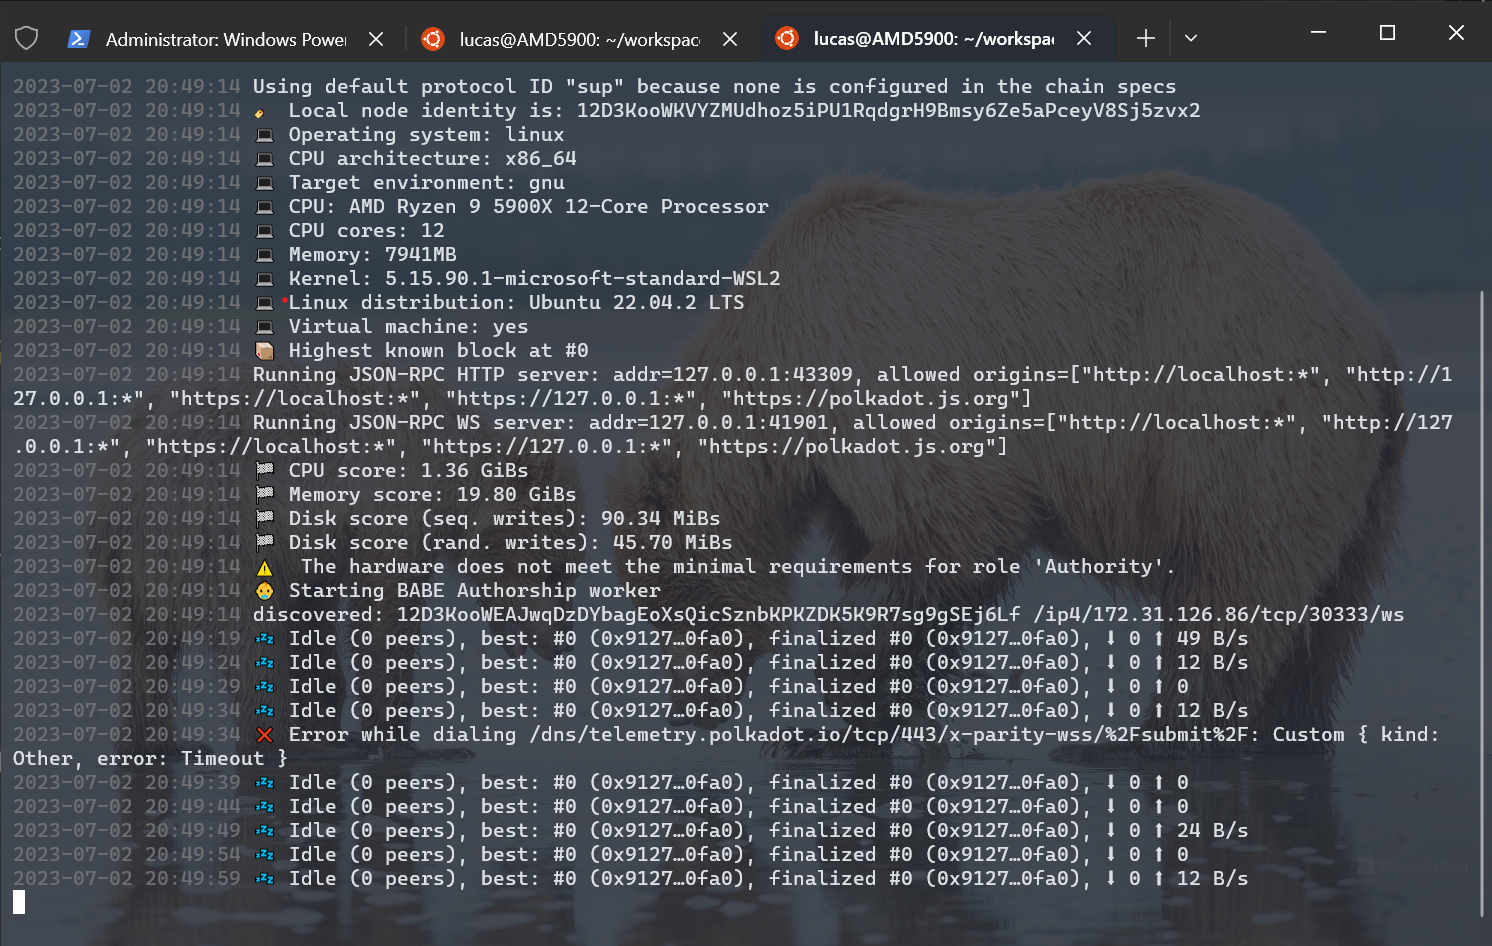 Administrator: Windows Power
lucas@AMD5900: ~/workspac
lucas@AMD5900: ~/workspac
2023-07-02 20:49:14 Using default protocol ID "sup" because none is configured in the chain specs
2023-07-02 20:49:14 🏷 Local node identity is: 12D3KooWKVYZMUdhoz5iPU1RqdgrH9Bmsy6Ze5aPceyV8Sj5zvx2
2023-07-02 20:49:14 💻 Operating system: linux
2023-07-02 20:49:14 💻 CPU architecture: x86_64
2023-07-02 20:49:14 💻 Target environment: gnu
2023-07-02 20:49:14 💻 CPU: AMD Ryzen 9 5900X 12-Core Processor
2023-07-02 20:49:14 💻 CPU cores: 12
2023-07-02 20:49:14 💻 Memory: 7941MB
2023-07-02 20:49:14 💻 Kernel: 5.15.90.1-microsoft-standard-WSL2
2023-07-02 20:49:14 💻 Linux distribution: Ubuntu 22.04.2 LTS
2023-07-02 20:49:14 💻 Virtual machine: yes
2023-07-02 20:49:14 📦 Highest known block at #0
2023-07-02 20:49:14 Running JSON-RPC HTTP server: addr=127.0.0.1:43309, allowed origins=["http://localhost:*", "http://1
27.0.0.1:*", "https://localhost:*", "https://127.0.0.1:*", "https://polkadot.js.org"]
2023-07-02 20:49:14 Running JSON-RPC WS server: addr=127.0.0.1:41901, allowed origins=["http://localhost:*", "http://127
.0.0.1:*", "https://localhost:*", "https://127.0.0.1:*", "https://polkadot.js.org"]
2023-07-02 20:49:14 🏁 CPU score: 1.36 GiBs
2023-07-02 20:49:14 🏁 Memory score: 19.80 GiBs
2023-07-02 20:49:14 🏁 Disk score (seq. writes): 90.34 MiBs
2023-07-02 20:49:14 🏁 Disk score (rand. writes): 45.70 MiBs
2023-07-02 20:49:14 ⚠ The hardware does not meet the minimal requirements for role 'Authority'.
2023-07-02 20:49:14 👶 Starting BABE Authorship worker
2023-07-02 20:49:14 discovered: 12D3KooWEAJwqDzDYbagEoXsQicSznbKPKZDK5K9R7sg9gSEj6Lf /ip4/172.31.126.86/tcp/30333/ws
2023-07-02 20:49:19 💤 Idle (0 peers), best: #0 (0x9127…0fa0), finalized #0 (0x9127…0fa0), ⬇ 0 ⬆ 49 B/s
2023-07-02 20:49:24 💤 Idle (0 peers), best: #0 (0x9127…0fa0), finalized #0 (0x9127…0fa0), ⬇ 0 ⬆ 12 B/s
2023-07-02 20:49:29 💤 Idle (0 peers), best: #0 (0x9127…0fa0), finalized #0 (0x9127…0fa0), ⬇ 0 ⬆ 0
2023-07-02 20:49:34 💤 Idle (0 peers), best: #0 (0x9127…0fa0), finalized #0 (0x9127…0fa0), ⬇ 0 ⬆ 12 B/s
2023-07-02 20:49:34 ❌ Error while dialing /dns/telemetry.polkadot.io/tcp/443/x-parity-wss/%2Fsubmit%2F: Custom { kind:
Other, error: Timeout }
2023-07-02 20:49:39 💤 Idle (0 peers), best: #0 (0x9127…0fa0), finalized #0 (0x9127…0fa0), ⬇ 0 ⬆ 0
2023-07-02 20:49:44 💤 Idle (0 peers), best: #0 (0x9127…0fa0), finalized #0 (0x9127…0fa0), ⬇ 0 ⬆ 0
2023-07-02 20:49:49 💤 Idle (0 peers), best: #0 (0x9127…0fa0), finalized #0 (0x9127…0fa0), ⬇ 0 ⬆ 24 B/s
2023-07-02 20:49:54 💤 Idle (0 peers), best: #0 (0x9127…0fa0), finalized #0 (0x9127…0fa0), ⬇ 0 ⬆ 0
2023-07-02 20:49:59 💤 Idle (0 peers), best: #0 (0x9127…0fa0), finalized #0 (0x9127…0fa0), ⬇ 0 ⬆ 12 B/s
Microsoft Bing